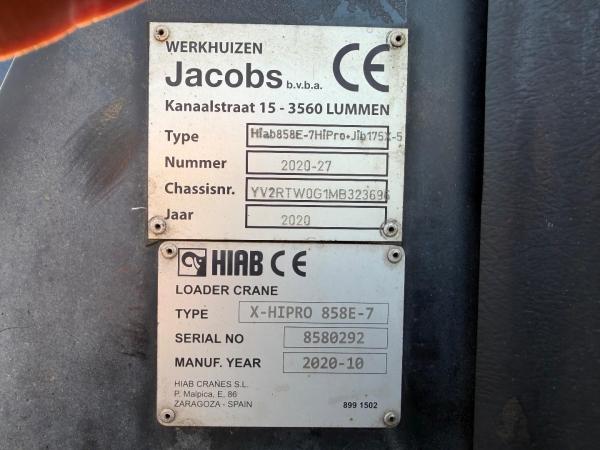 WERKHUIZEN
Jacobs b.v.b.a. CE
Kanaalstraat 15 - 3560 LUMMEN
Type Hiab858E-7HiPro+Jib175X-5
Nummer 2020-27
Chassisnr. YV2RTW0G1MB323696
Jaar 2020
HIAB CE
LOADER CRANE
TYPE X-HIPRO 858E-7
SERIAL NO 8580292
MANUF. YEAR 2020-10
HIAB CRANES S.L.
P. Malpica, E, 86
ZARAGOZA - SPAIN 899 1502